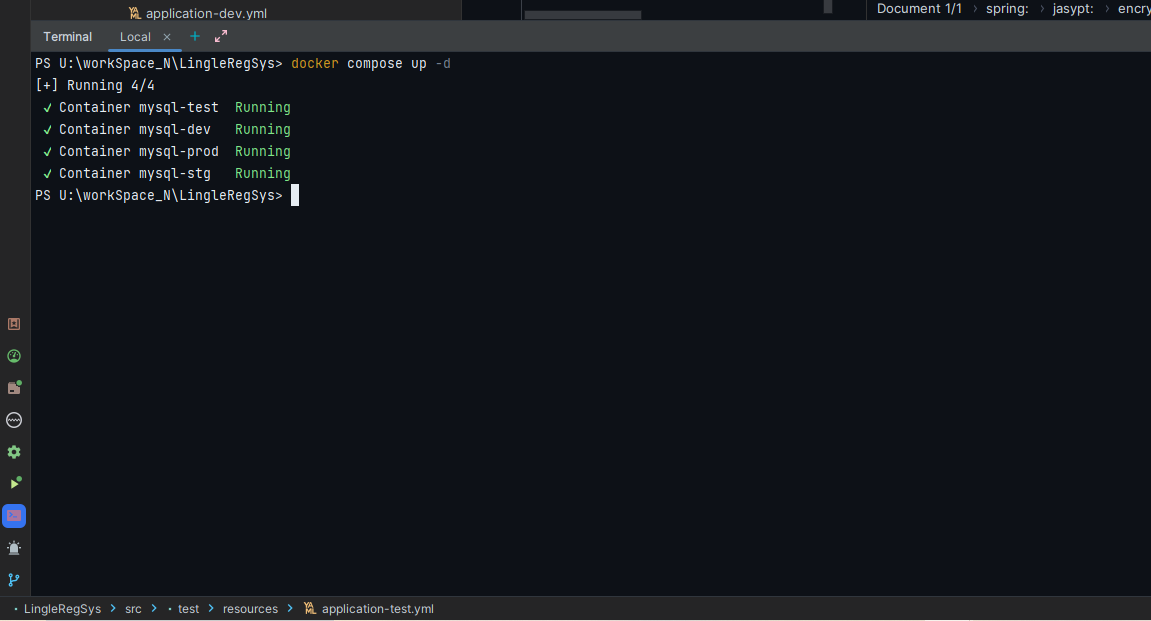 YAML application-dev.yml
Document 1/1 › spring: › jasypt: › encry
Terminal Local × +
PS U:\workSpace_N\LingleRegSys> docker compose up -d
[+] Running 4/4
✓ Container mysql-test Running
✓ Container mysql-dev Running
✓ Container mysql-prod Running
✓ Container mysql-stg Running
PS U:\workSpace_N\LingleRegSys>
LingleRegSys › src › test › resources › YAML application-test.yml